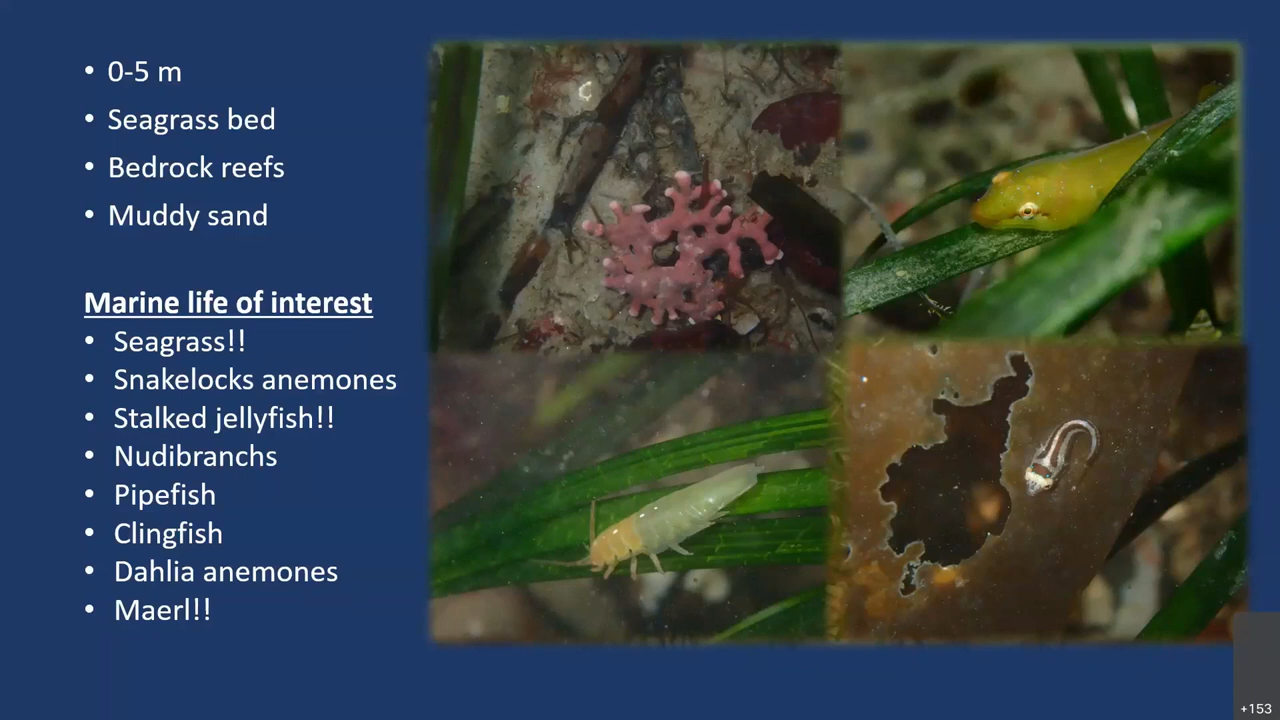 • 0-5 m
• Seagrass bed
• Bedrock reefs
• Muddy sand
Marine life of interest
• Seagrass!!
• Snakelocks anemones
• Stalked jellyfish!!
• Nudibranchs
• Pipefish
• Clingfish
• Dahlia anemones
• Maerl!!
+153